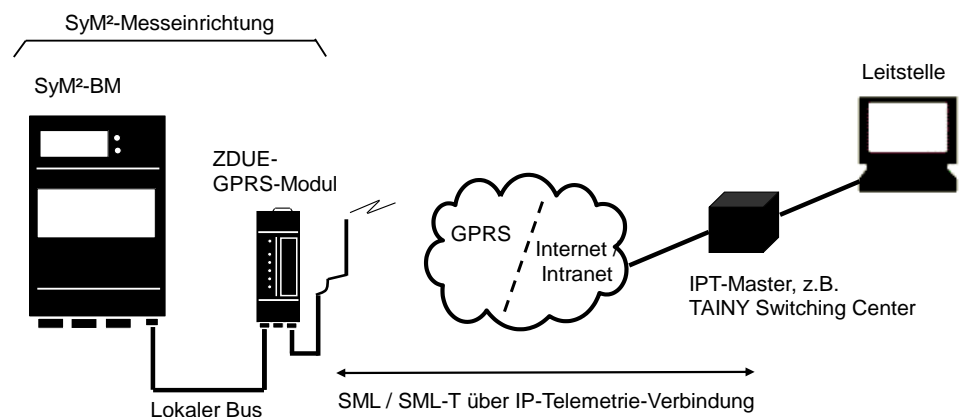 SyM²-Messeinrichtung
SyM²-BM
ZDUE-
GPRS-Modul
Leitstelle
GPRS
Internet /
Intranet
IPT-Master, z.B.
TAINY Switching Center
Lokaler Bus
SML / SML-T über IP-Telemetrie-Verbindung